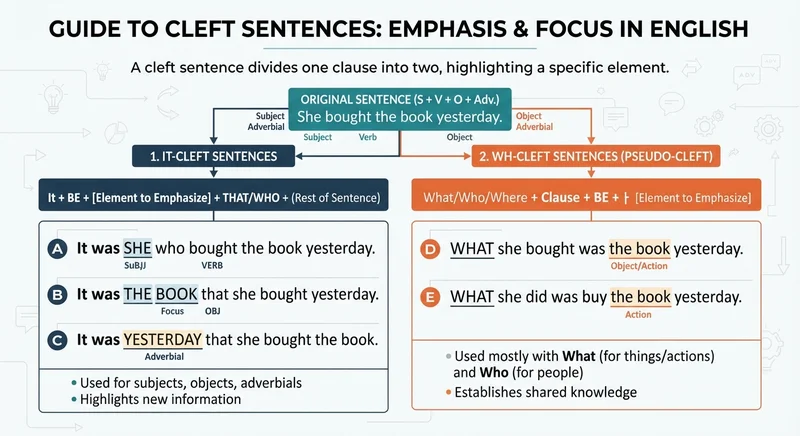 GUIDE TO CLEFT SENTENCES: EMPHASIS & FOCUS IN ENGLISH
A cleft sentence divides one clause into two, highlighting a specific element.
ORIGINAL SENTENCE (S + V + O + Adv.)
She bought the book yesterday.
Subject
Adverbial
Subject Verb Object
Object
Adverbial
1. IT-CLEFT SENTENCES
It + BE + [Element to Emphasize] + THAT/WHO + (Rest of Sentence)
A It was SHE who bought the book yesterday.
SuBJJ VERB
B It was THE BOOK that she bought yesterday.
Focus OBJ
C It was YESTERDAY that she bought the book.
Adverbial
• Used for subjects, objects, adverbials
• Highlights new information
2. WH-CLEFT SENTENCES (PSEUDO-CLEFT)
What/Who/Where + Clause + BE + ⊦ [Element to Emphasize]
D WHAT she bought was the book yesterday.
Object/Action
E WHAT she did was buy the book yesterday.
Action
• Used mostly with What (for things/actions)
and Who (for people)
• Establishes shared knowledge